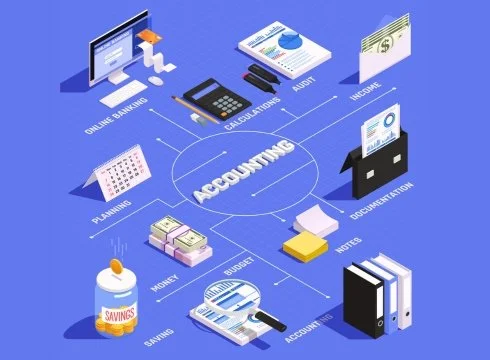 ONLINE BANKING
CALCULATIONS
AUDIT
INCOME
$
ACCOUNTING
PLANNING
DOCUMENTATION
NOTES
MONEY
BUDGET
SAVINGS
SAVING
ACCOUNTING